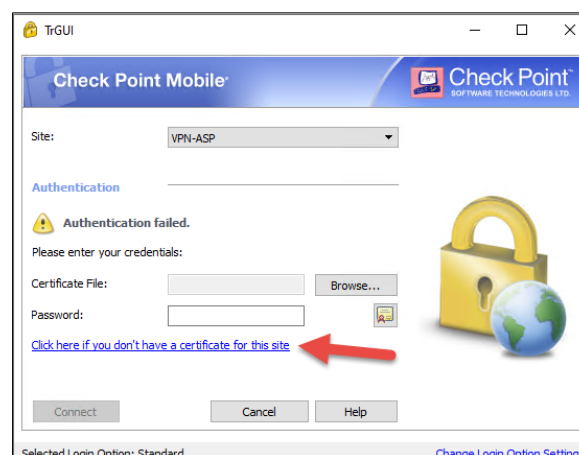 TrGUI
Check Point Mobile
Check Point
SOFTWARE TECHNOLOGIES LTD.
Site: VPN-ASP
Authentication
Authentication failed.
Please enter your credentials:
Certificate File: Browse...
Password:
Click here if you don't have a certificate for this site
Connect Cancel Help
Selected Login Option: Standard Change Login Option Setting